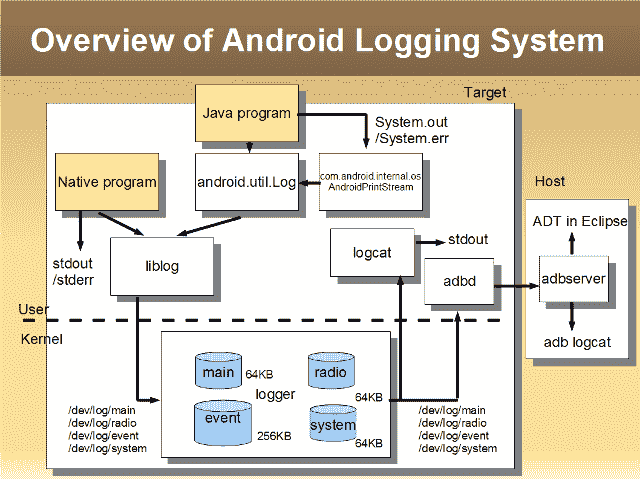 Overview of Android Logging System
Target
Java program
System.out
/System.err
Native program
android.util.Log
com.android.internal.os
AndroidPrintStream
Host
ADT in Eclipse
stdout
/stderr
liblog
logcat
stdout
adbd
adbserver
adb logcat
User
Kernel
main
64KB
radio
64KB
logger
event
256KB
system
64KB
/dev/log/main
/dev/log/radio
/dev/log/event
/dev/log/system
/dev/log/main
/dev/log/radio
/dev/log/event
/dev/log/system